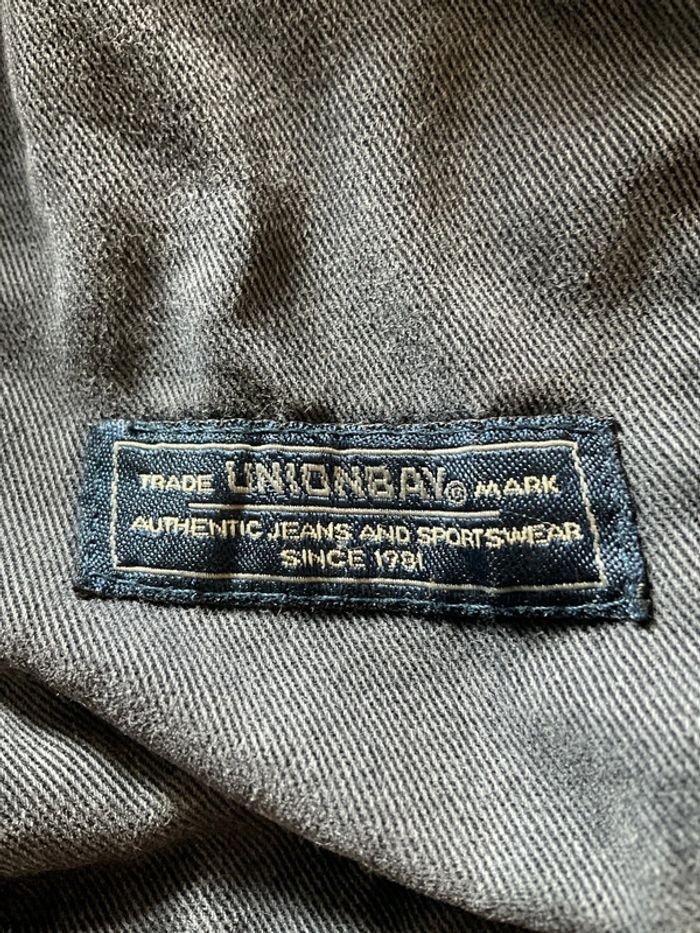 TRADE UNIONBAY® MARK
AUTHENTIC JEANS AND SPORTSWEAR
SINCE 1981